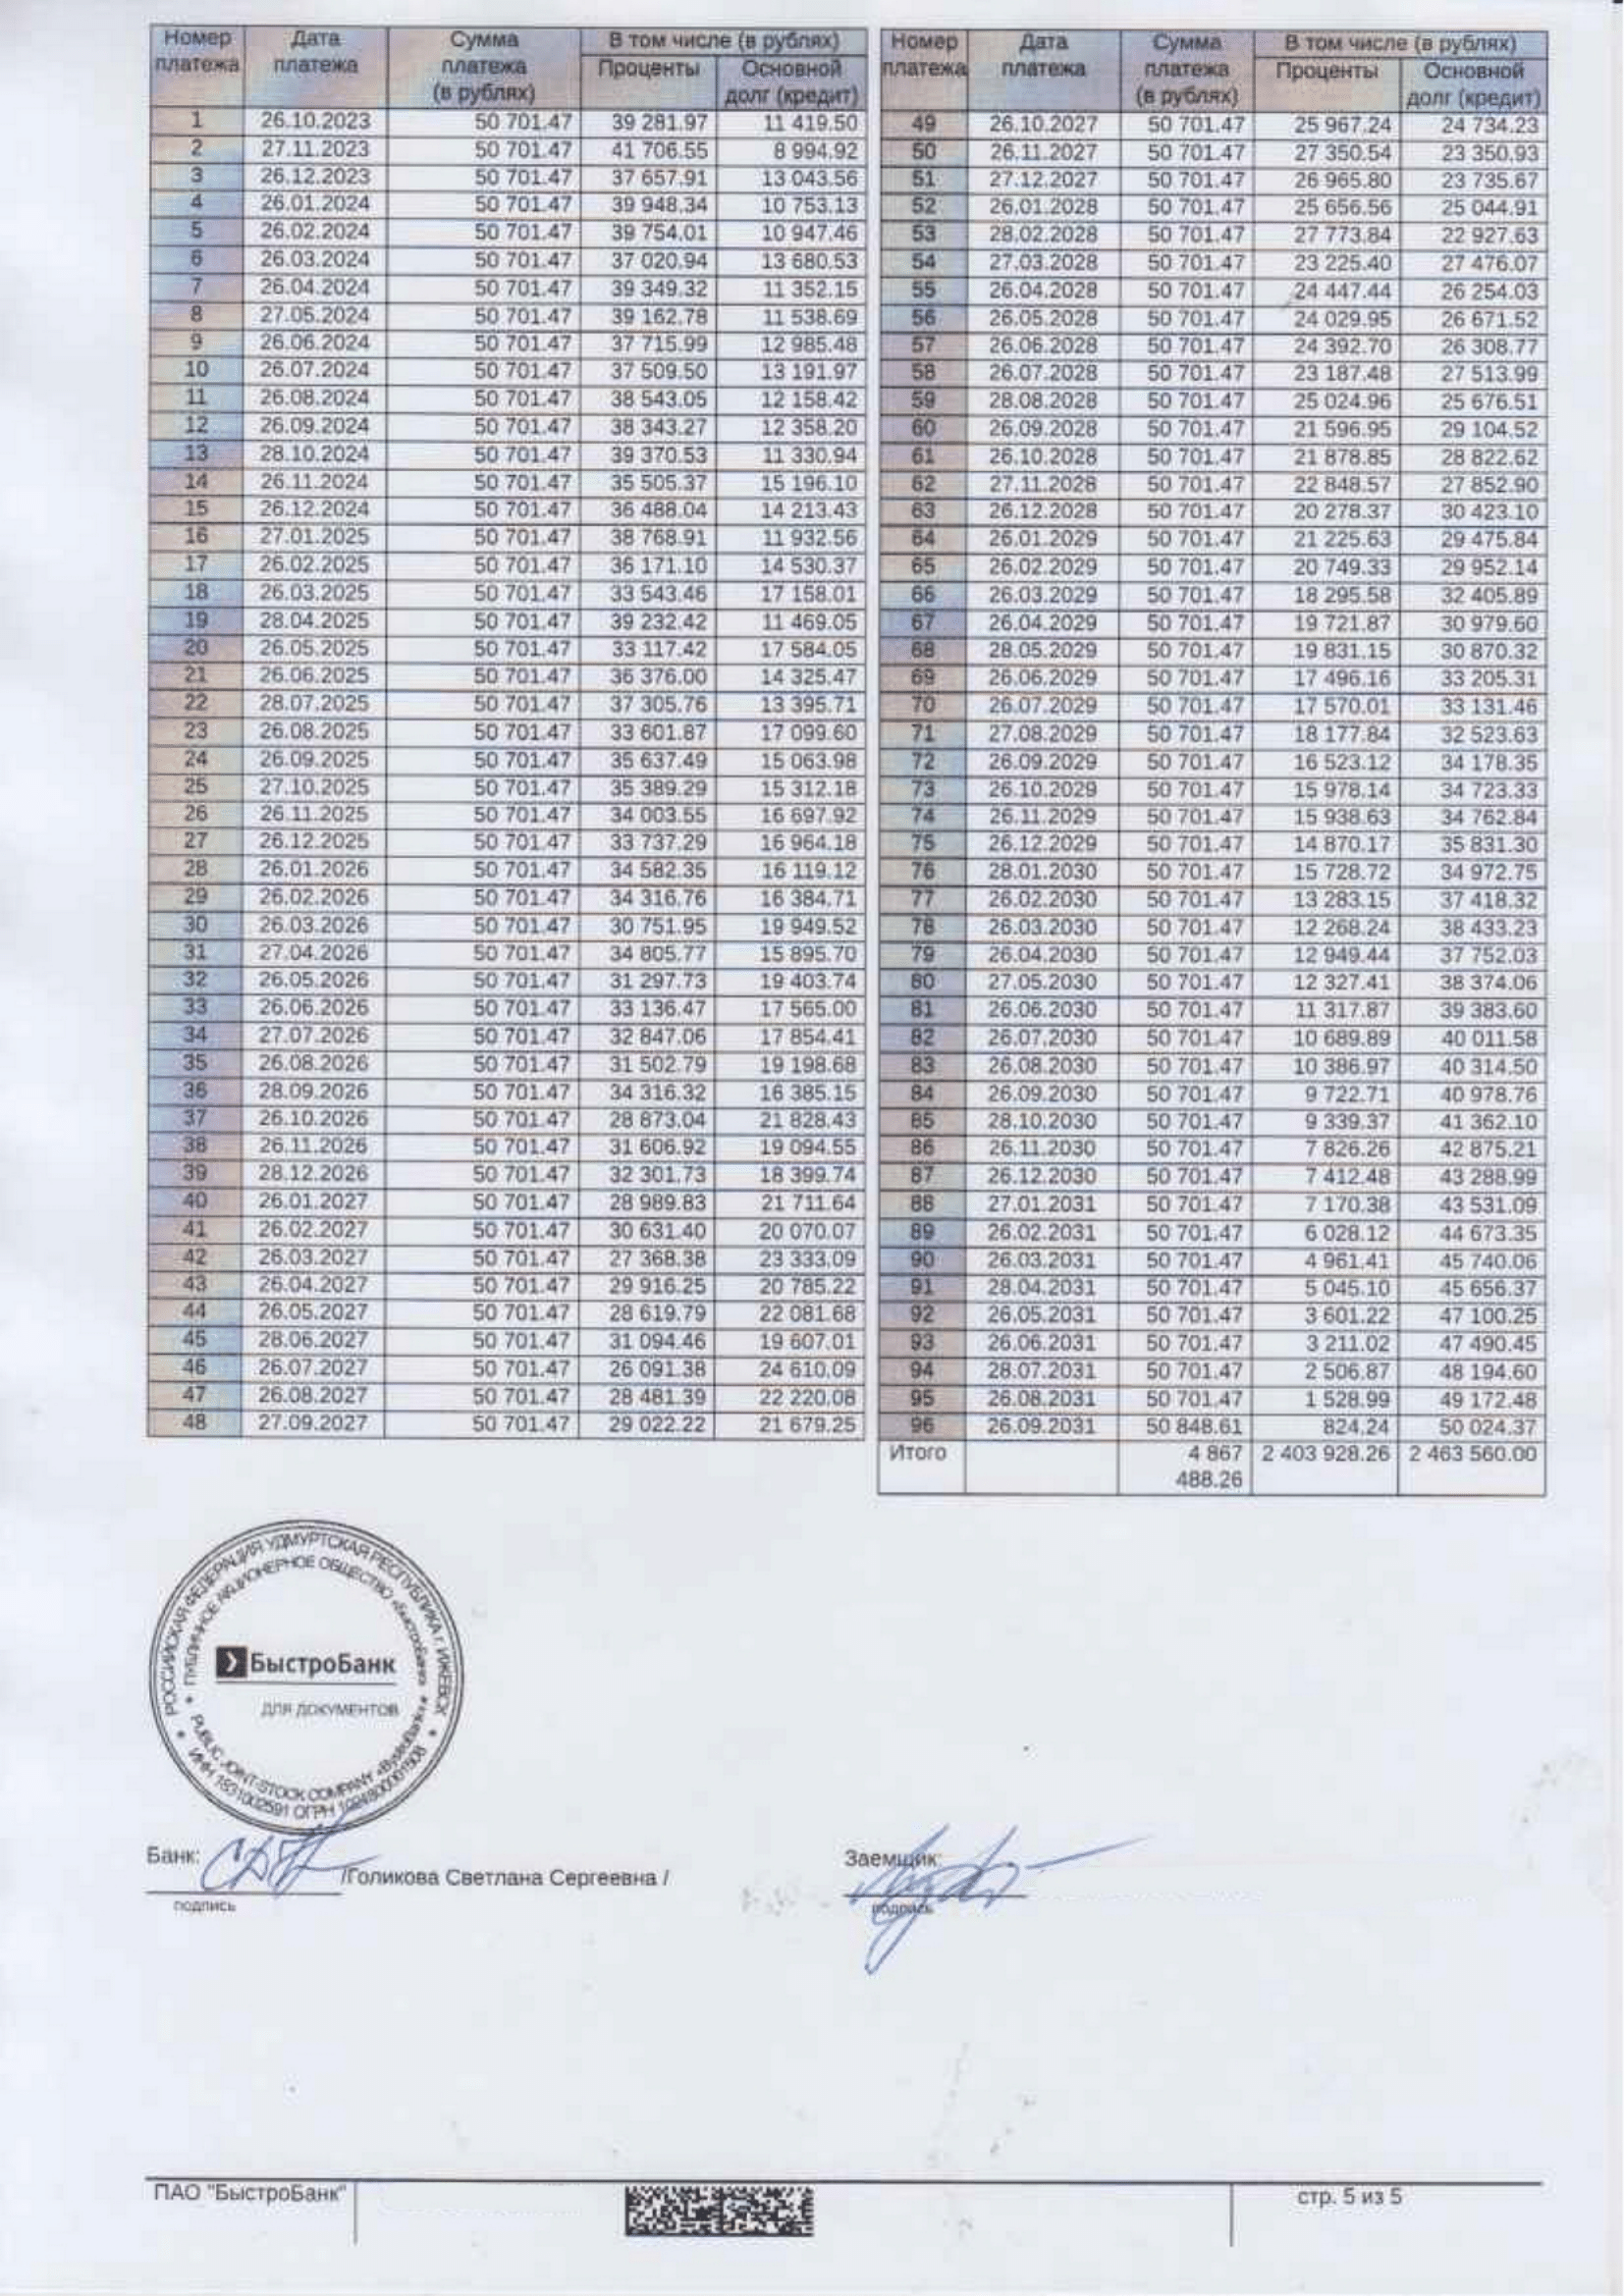 Номер платежа Дата платежа Сумма платежа (в рублях) В том числе (в рублях) Проценты Основной долг (кредит)
1 26.10.2023 50 701.47 39 281.97 11 419.50
2 27.11.2023 50 701.47 41 706.55 8 994.92
3 26.12.2023 50 701.47 37 657.91 13 043.56
4 26.01.2024 50 701.47 39 948.34 10 753.13
5 26.02.2024 50 701.47 39 754.01 10 947.46
6 26.03.2024 50 701.47 37 020.94 13 680.53
7 26.04.2024 50 701.47 39 349.32 11 352.15
8 27.05.2024 50 701.47 39 162.78 11 538.69
9 26.06.2024 50 701.47 37 715.99 12 985.48
10 26.07.2024 50 701.47 37 509.50 13 191.97
11 26.08.2024 50 701.47 38 543.05 12 158.42
12 26.09.2024 50 701.47 38 343.27 12 358.20
13 28.10.2024 50 701.47 39 370.53 11 330.94
14 26.11.2024 50 701.47 35 505.37 15 196.10
15 26.12.2024 50 701.47 36 488.04 14 213.43
16 27.01.2025 50 701.47 38 768.91 11 932.56
17 26.02.2025 50 701.47 36 171.10 14 530.37
18 26.03.2025 50 701.47 33 543.46 17 158.01
19 28.04.2025 50 701.47 39 232.42 11 469.05
20 26.05.2025 50 701.47 33 117.42 17 584.05
21 26.06.2025 50 701.47 36 376.00 14 325.47
22 28.07.2025 50 701.47 37 305.76 13 395.71
23 26.08.2025 50 701.47 33 601.87 17 099.60
24 26.09.2025 50 701.47 35 637.49 15 063.98
25 27.10.2025 50 701.47 35 389.29 15 312.18
26 26.11.2025 50 701.47 34 003.55 16 697.92
27 26.12.2025 50 701.47 33 737.29 16 964.18
28 26.01.2026 50 701.47 34 582.35 16 119.12
29 26.02.2026 50 701.47 34 316.76 16 384.71
30 26.03.2026 50 701.47 30 751.95 19 949.52
31 27.04.2026 50 701.47 34 805.77 15 895.70
32 26.05.2026 50 701.47 31 297.73 19 403.74
33 26.06.2026 50 701.47 33 136.47 17 565.00
34 27.07.2026 50 701.47 32 847.06 17 854.41
35 26.08.2026 50 701.47 31 502.79 19 198.68
36 28.09.2026 50 701.47 34 316.32 16 385.15
37 26.10.2026 50 701.47 28 873.04 21 828.43
38 26.11.2026 50 701.47 31 606.92 19 094.55
39 28.12.2026 50 701.47 32 301.73 18 399.74
40 26.01.2027 50 701.47 28 989.83 21 711.64
41 26.02.2027 50 701.47 30 631.40 20 070.07
42 26.03.2027 50 701.47 27 368.38 23 333.09
43 26.04.2027 50 701.47 29 916.25 20 785.22
44 26.05.2027 50 701.47 28 619.79 22 081.68
45 28.06.2027 50 701.47 31 094.46 19 607.01
46 26.07.2027 50 701.47 26 091.38 24 610.09
47 26.08.2027 50 701.47 28 481.39 22 220.08
48 27.09.2027 50 701.47 29 022.22 21 679.25
Номер платежа Дата платежа Сумма платежа (в рублях) В том числе (в рублях) Проценты Основной долг (кредит)
49 26.10.2027 50 701.47 25 967.24 24 734.23
50 26.11.2027 50 701.47 27 350.54 23 350.93
51 27.12.2027 50 701.47 26 965.80 23 735.67
52 26.01.2028 50 701.47 25 656.56 25 044.91
53 28.02.2028 50 701.47 27 773.84 22 927.63
54 27.03.2028 50 701.47 23 225.40 27 476.07
55 26.04.2028 50 701.47 24 447.44 26 254.03
56 26.05.2028 50 701.47 24 029.95 26 671.52
57 26.06.2028 50 701.47 24 392.70 26 308.77
58 26.07.2028 50 701.47 23 187.48 27 513.99
59 28.08.2028 50 701.47 25 024.96 25 676.51
60 26.09.2028 50 701.47 21 596.95 29 104.52
61 26.10.2028 50 701.47 21 878.85 28 822.62
62 27.11.2028 50 701.47 22 848.57 27 852.90
63 26.12.2028 50 701.47 20 278.37 30 423.10
64 26.01.2029 50 701.47 21 225.63 29 475.84
65 26.02.2029 50 701.47 20 749.33 29 952.14
66 26.03.2029 50 701.47 18 295.58 32 405.89
67 26.04.2029 50 701.47 19 721.87 30 979.60
68 28.05.2029 50 701.47 19 831.15 30 870.32
69 26.06.2029 50 701.47 17 496.16 33 205.31
70 26.07.2029 50 701.47 17 570.01 33 131.46
71 27.08.2029 50 701.47 18 177.84 32 523.63
72 26.09.2029 50 701.47 16 523.12 34 178.35
73 26.10.2029 50 701.47 15 978.14 34 723.33
74 26.11.2029 50 701.47 15 938.63 34 762.84
75 26.12.2029 50 701.47 14 870.17 35 831.30
76 28.01.2030 50 701.47 15 728.72 34 972.75
77 26.02.2030 50 701.47 13 283.15 37 418.32
78 26.03.2030 50 701.47 12 268.24 38 433.23
79 26.04.2030 50 701.47 12 949.44 37 752.03
80 27.05.2030 50 701.47 12 327.41 38 374.06
81 26.06.2030 50 701.47 11 317.87 39 383.60
82 26.07.2030 50 701.47 10 689.89 40 011.58
83 26.08.2030 50 701.47 10 386.97 40 314.50
84 26.09.2030 50 701.47 9 722.71 40 978.76
85 28.10.2030 50 701.47 9 339.37 41 362.10
86 26.11.2030 50 701.47 7 826.26 42 875.21
87 26.12.2030 50 701.47 7 412.48 43 288.99
88 27.01.2031 50 701.47 7 170.38 43 531.09
89 26.02.2031 50 701.47 6 028.12 44 673.35
90 26.03.2031 50 701.47 4 961.41 45 740.06
91 28.04.2031 50 701.47 5 045.10 45 656.37
92 26.05.2031 50 701.47 3 601.22 47 100.25
93 26.06.2031 50 701.47 3 211.02 47 490.45
94 28.07.2031 50 701.47 2 506.87 48 194.60
95 26.08.2031 50 701.47 1 528.99 49 172.48
96 26.09.2031 50 848.61 824.24 50 024.37
Итого 4 867 488.26 2 403 928.26 2 463 560.00
РОССИЙСКАЯ ФЕДЕРАЦИЯ УДМУРТСКАЯ РЕСПУБЛИКА г. ИЖЕВСК
ПУБЛИЧНОЕ АКЦИОНЕРНОЕ ОБЩЕСТВО «БыстроБанк»
БыстроБанк
ДЛЯ ДОКУМЕНТОВ
PUBLIC JOINT-STOCK COMPANY «BystroBank»
ИНН 1831002591 ОГРН
Банк: /Голикова Светлана Сергеевна /
подпись
Заемщик:
подпись
ПАО "БыстроБанк" стр. 5 из 5